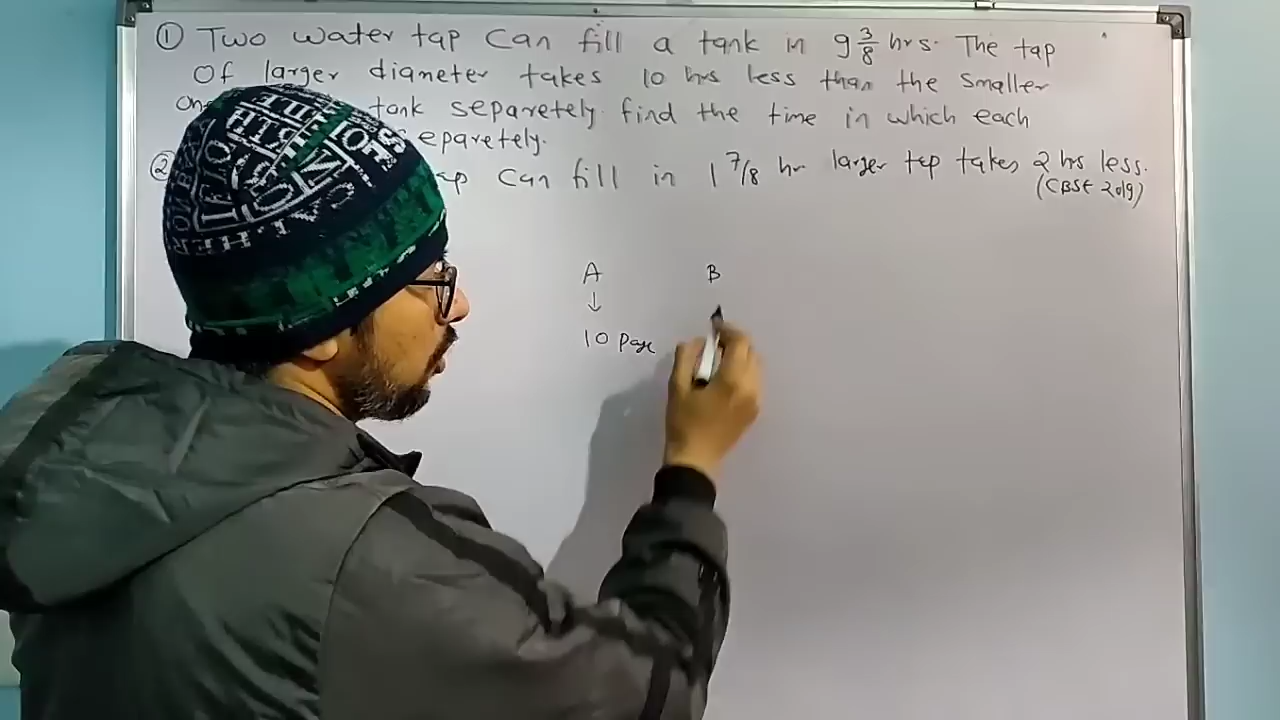 ① Two water tap can fill a tank in 9 3/8 hrs. The tap
Of larger diameter takes 10 hrs less than the smaller
tank separetely. find the time in which each
eparetely.
② can fill in 1 7/8 hr larger tap takes 2 hrs less.
(CBSE 2019)
A B
↓
10 page